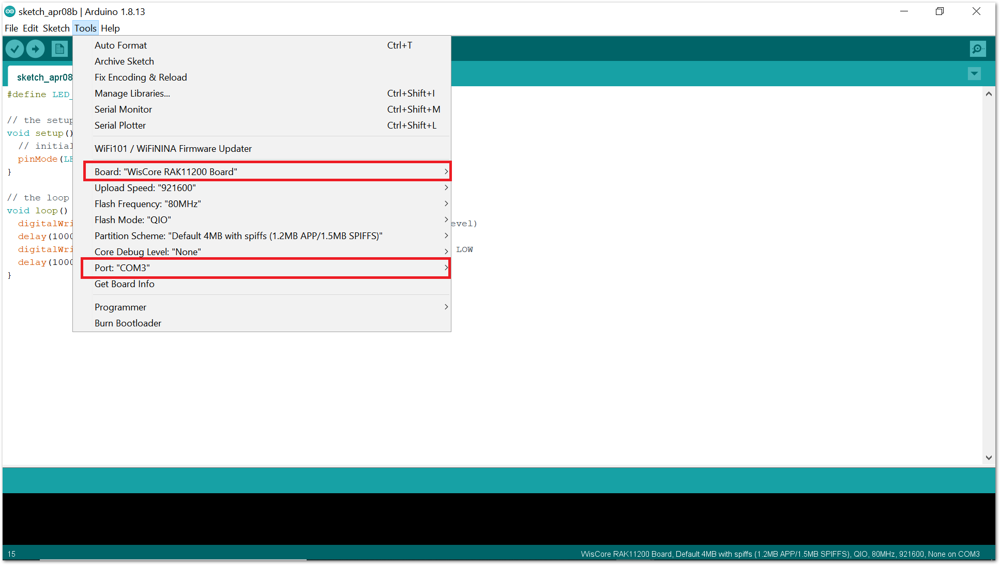 sketch_apr08b | Arduino 1.8.13
File Edit Sketch Tools Help
Auto Format Ctrl+T
Archive Sketch
Fix Encoding & Reload
Manage Libraries... Ctrl+Shift+I
Serial Monitor Ctrl+Shift+M
Serial Plotter Ctrl+Shift+L
WiFi101 / WiFiNINA Firmware Updater
Board: "WisCore RAK11200 Board"
Upload Speed: "921600"
Flash Frequency: "80MHz"
Flash Mode: "QIO"
Partition Scheme: "Default 4MB with spiffs (1.2MB APP/1.5MB SPIFFS)"
Core Debug Level: "None"
Port: "COM3"
Get Board Info
Programmer
Burn Bootloader
sketch_apr08
#define LED_
// the setup
void setup()
// initial
pinMode(LE
}
// the loop
void loop()
digitalWri evel)
delay(1000
digitalWri LOW
delay(1000
}
15
WisCore RAK11200 Board, Default 4MB with spiffs (1.2MB APP/1.5MB SPIFFS), QIO, 80MHz, 921600, None on COM3